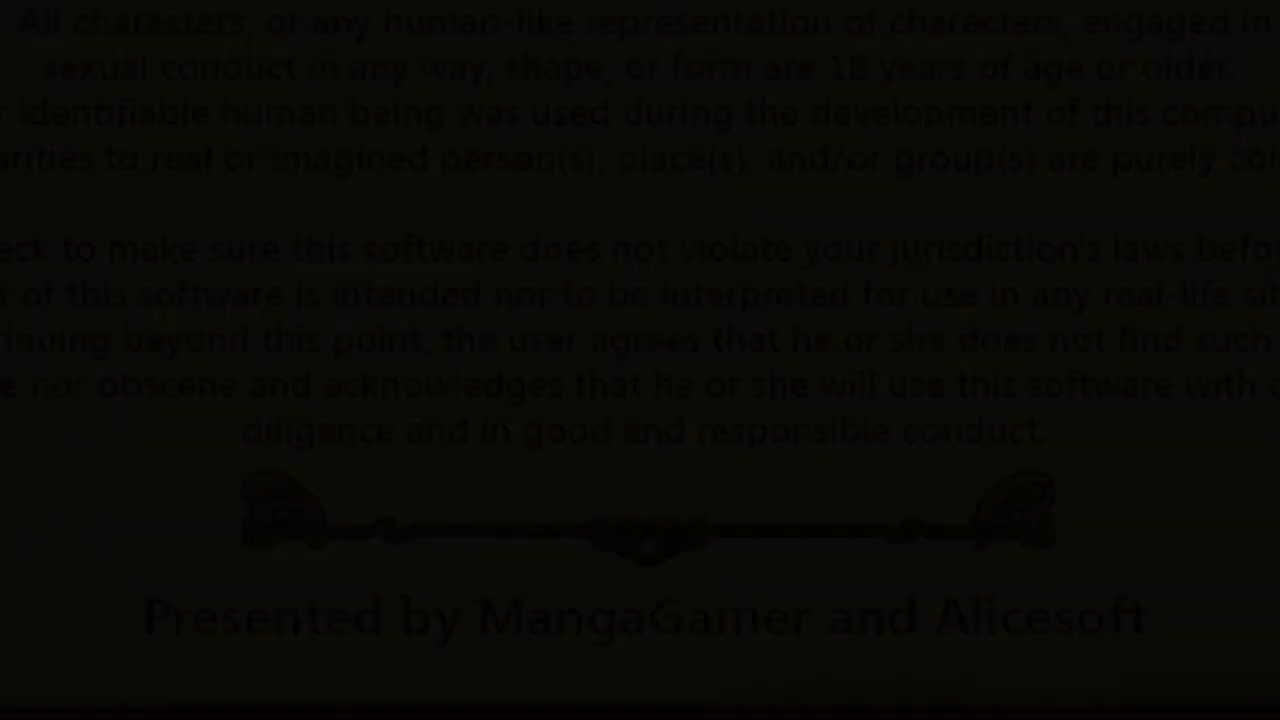 All characters, or any human-like representation of characters, engaged in
sexual conduct in any way, shape, or form are 18 years of age or older.
identifiable human being was used during the development of this compu
arities to real or imagined person(s), place(s), and/or group(s) are purely coi
eck to make sure this software does not violate your jurisdiction's laws befo
of this software is intended nor to be interpreted for use in any real-life sit
inuing beyond this point, the user agrees that he or she does not find such
e nor obscene and acknowledges that he or she will use this software with
diligence and in good and responsible conduct.
Presented by MangaGamer and Alicesoft